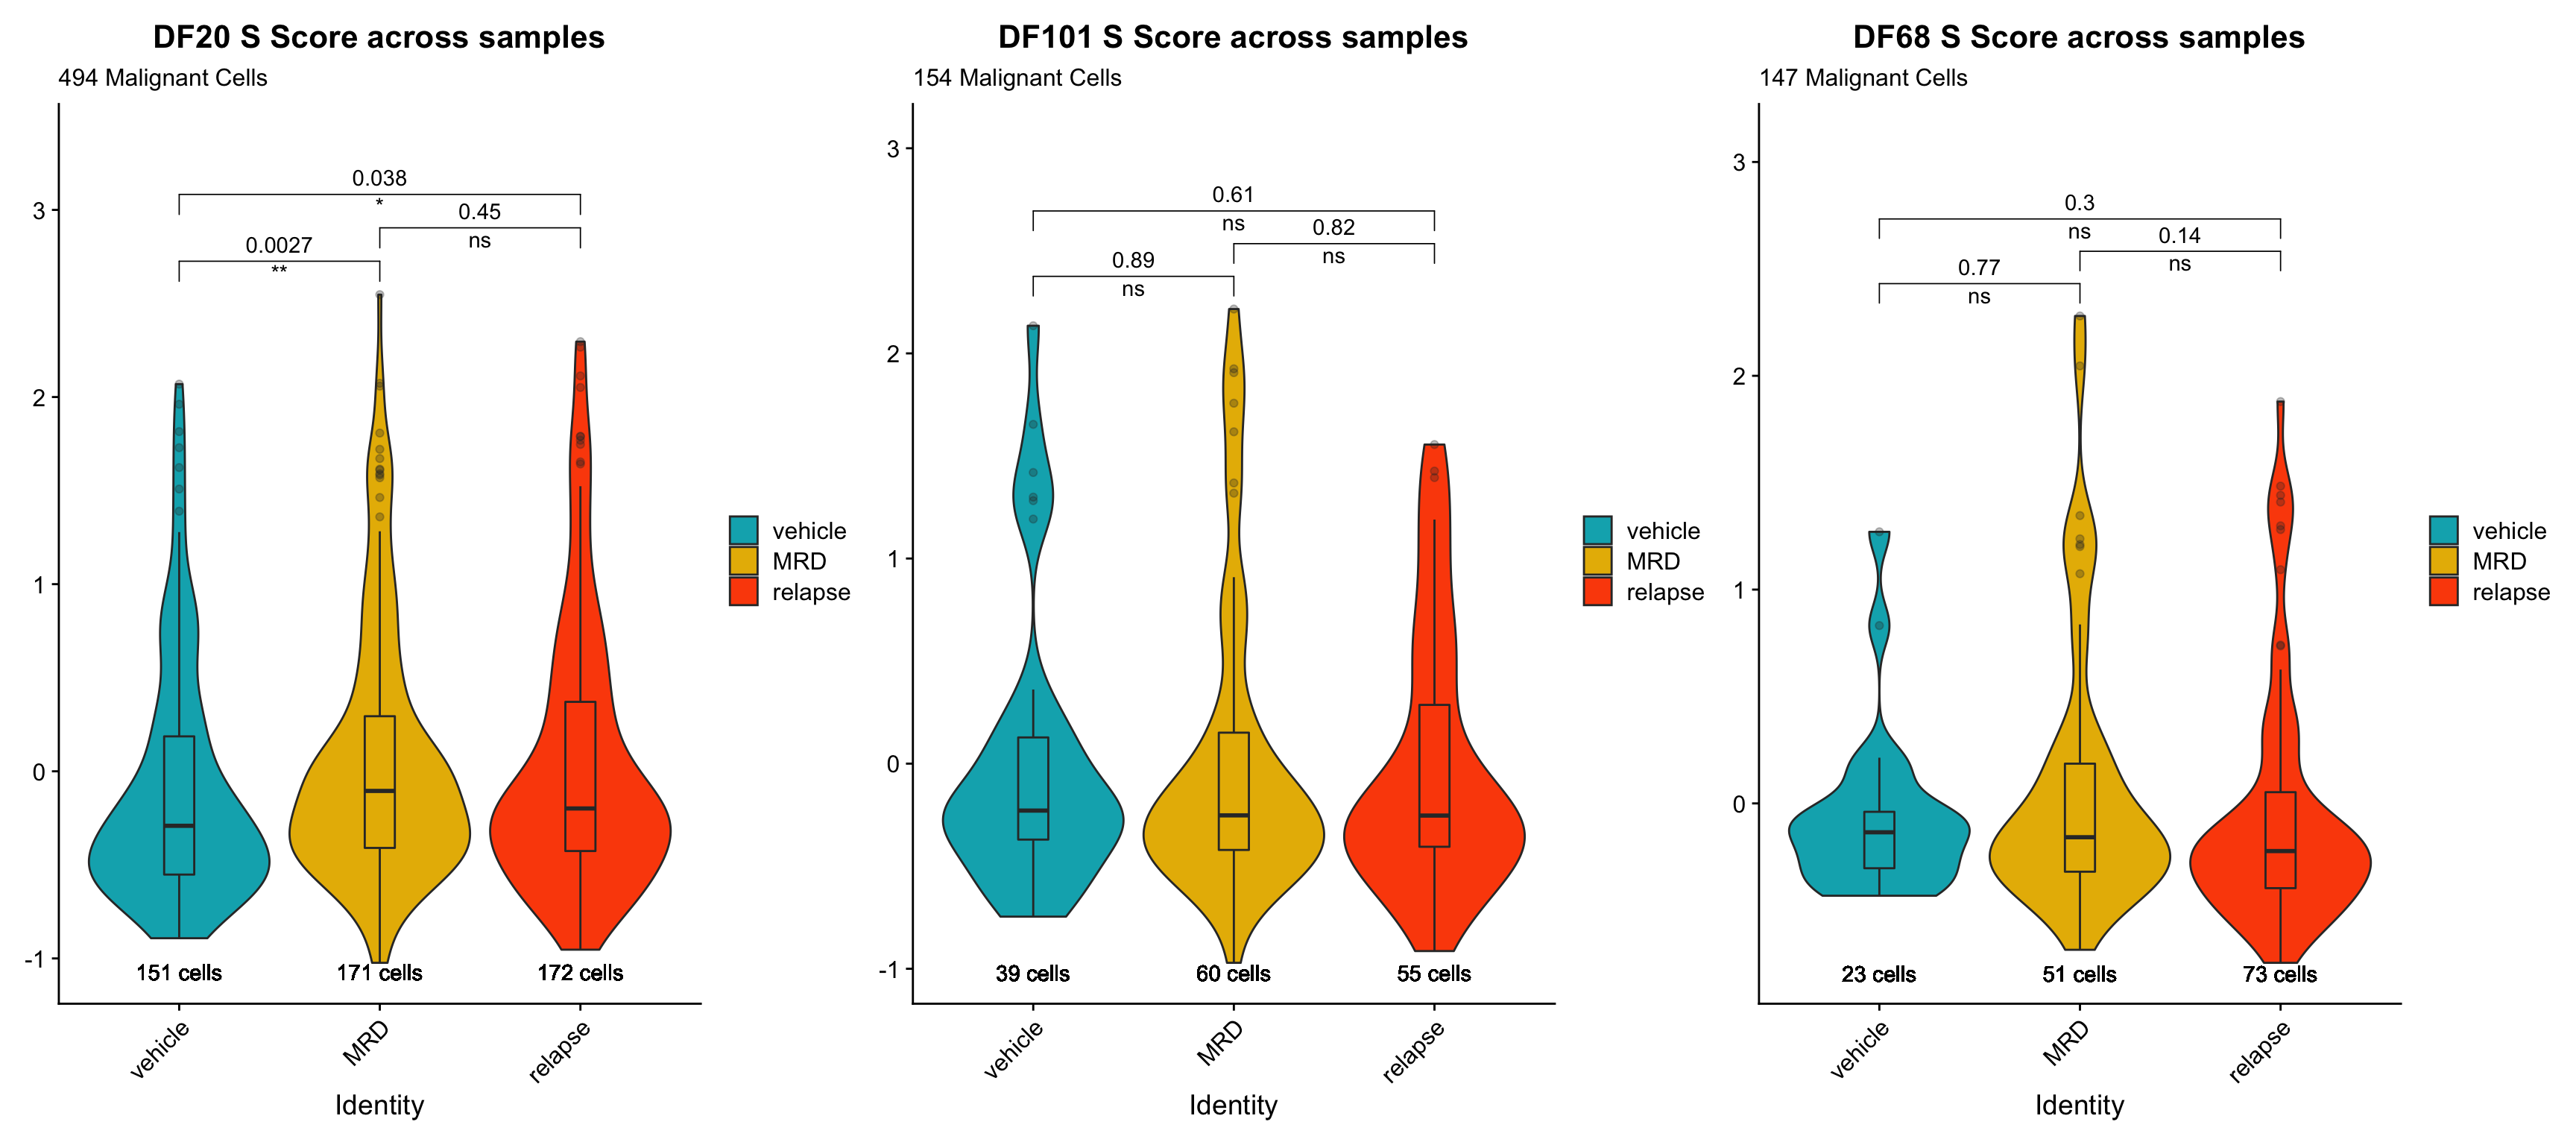 DF20 S Score across samples
494 Malignant Cells
3
2
1
0
-1
0.038
*
0.45
ns
0.0027
**
151 cells
171 cells
172 cells
vehicle
MRD
relapse
Identity
vehicle
MRD
relapse
DF101 S Score across samples
154 Malignant Cells
3
2
1
0
-1
0.61
ns
0.82
ns
0.89
ns
39 cells
60 cells
55 cells
vehicle
MRD
relapse
Identity
vehicle
MRD
relapse
DF68 S Score across samples
147 Malignant Cells
3
2
1
0
0.3
ns
0.14
ns
0.77
ns
23 cells
51 cells
73 cells
vehicle
MRD
relapse
Identity
vehicle
MRD
relapse